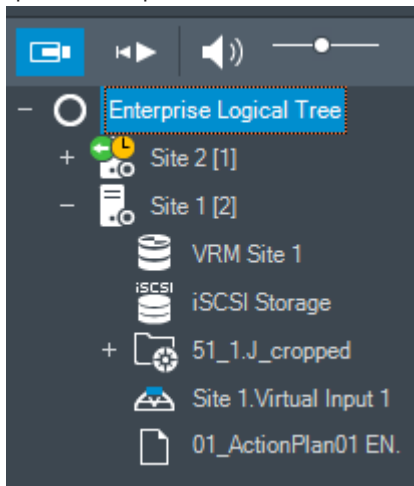 Enterprise Logical Tree
Site 2 [1]
Site 1 [2]
VRM Site 1
iSCSI
iSCSI Storage
51_1.J_cropped
Site 1.Virtual Input 1
01_ActionPlan01 EN.